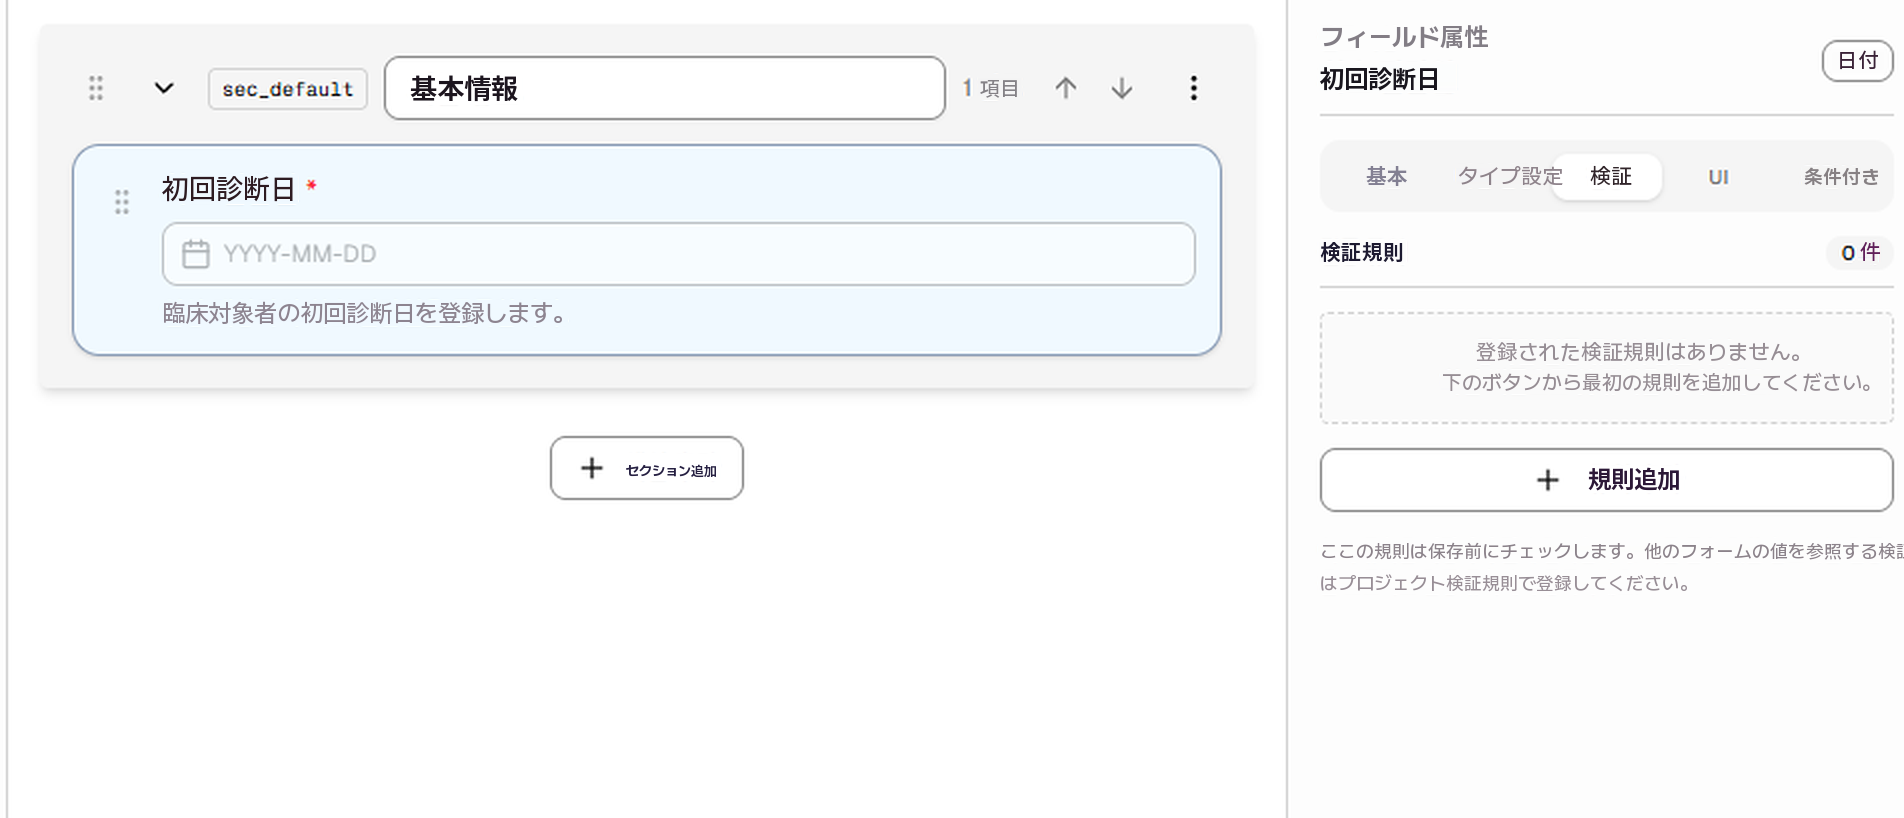 sec_default
基本情報
1 項目
初回診断日 *
YYYY-MM-DD
臨床対象者の初回診断日を登録します。
セクション追加
フィールド属性
初回診断日
日付
基本
タイプ設定
検証
UI
条件付き
検証規則
0 件
登録された検証規則はありません。
下のボタンから最初の規則を追加してください。
規則追加
ここの規則は保存前にチェックします。他のフォームの値を参照する検証
はプロジェクト検証規則で登録してください。